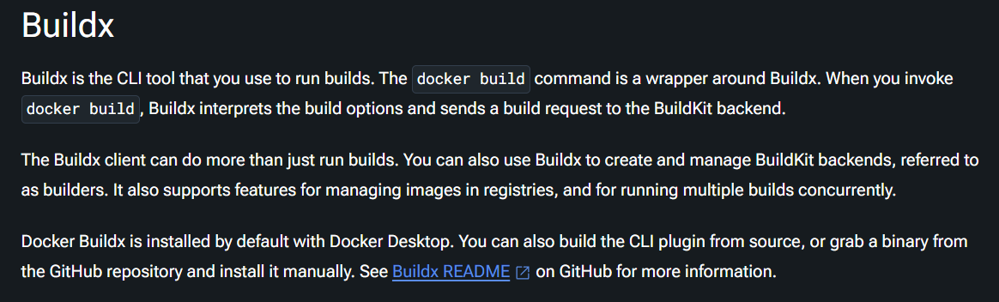 Buildx
Buildx is the CLI tool that you use to run builds. The docker build command is a wrapper around Buildx. When you invoke
docker build, Buildx interprets the build options and sends a build request to the BuildKit backend.
The Buildx client can do more than just run builds. You can also use Buildx to create and manage BuildKit backends, referred to
as builders. It also supports features for managing images in registries, and for running multiple builds concurrently.
Docker Buildx is installed by default with Docker Desktop. You can also build the CLI plugin from source, or grab a binary from
the GitHub repository and install it manually. See Buildx README on GitHub for more information.